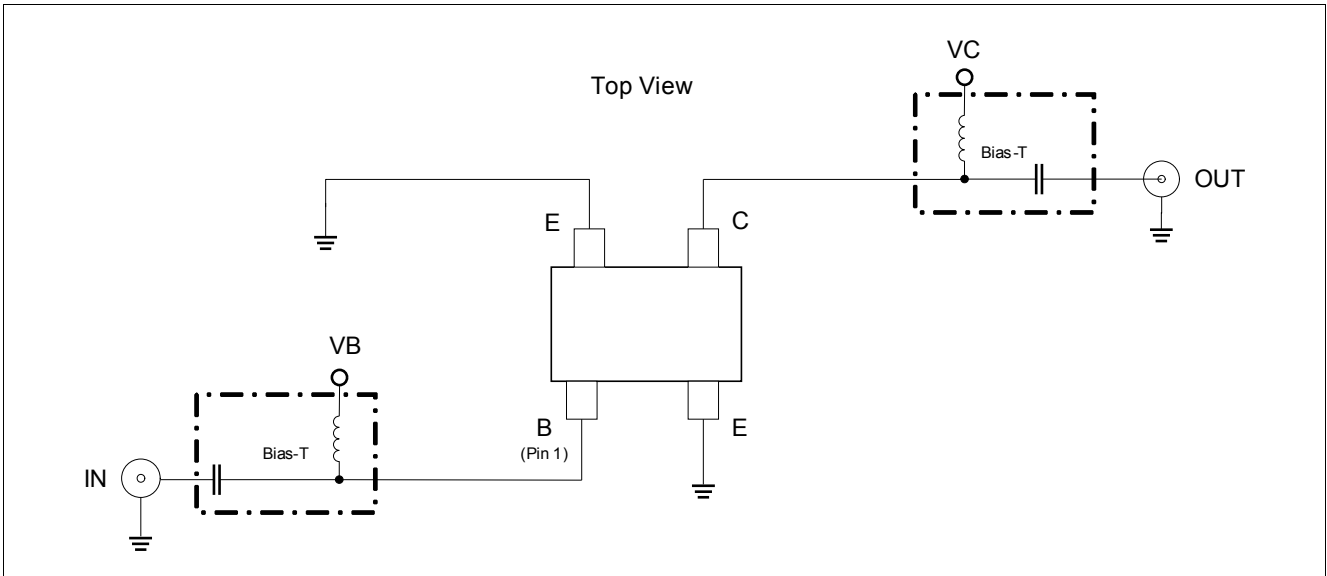 VC
Top View
Bias-T
OUT
E
C
VB
B
E
(Pin 1)
Bias-T
IN